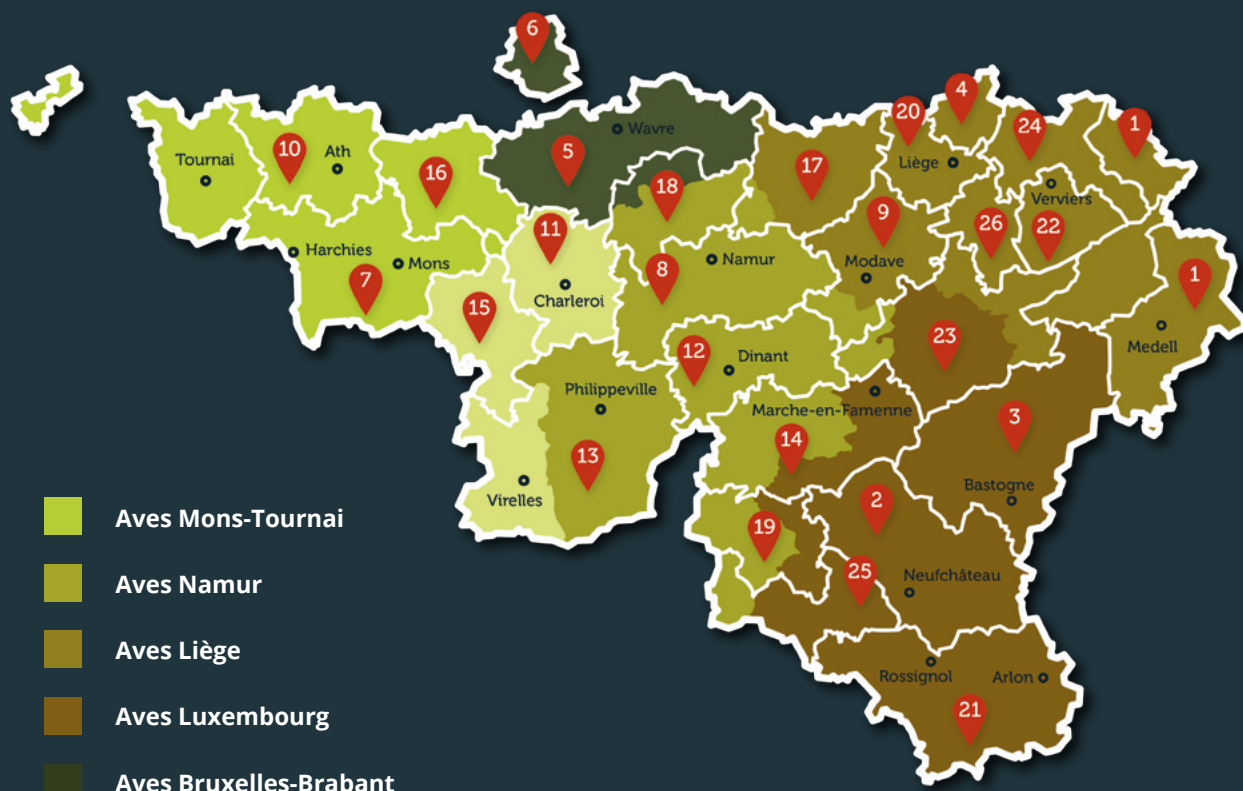 6
4
20
24
1
Wavre
10
Ath
5
17
Liège
Tournai
16
18
Verviers
9
26
22
11
Harchies
Mons
8
Namur
Modave
1
7
15
Charleroi
23
Medell
12
Dinant
Philippeville
Marche-en-Famenne
3
14
13
Virelles
Bastogne
2
19
25
Neufchâteau
Rossignol
Arlon
21
Aves Mons-Tournai
Aves Namur
Aves Liège
Aves Luxembourg
Aves Bruxelles-Brabant